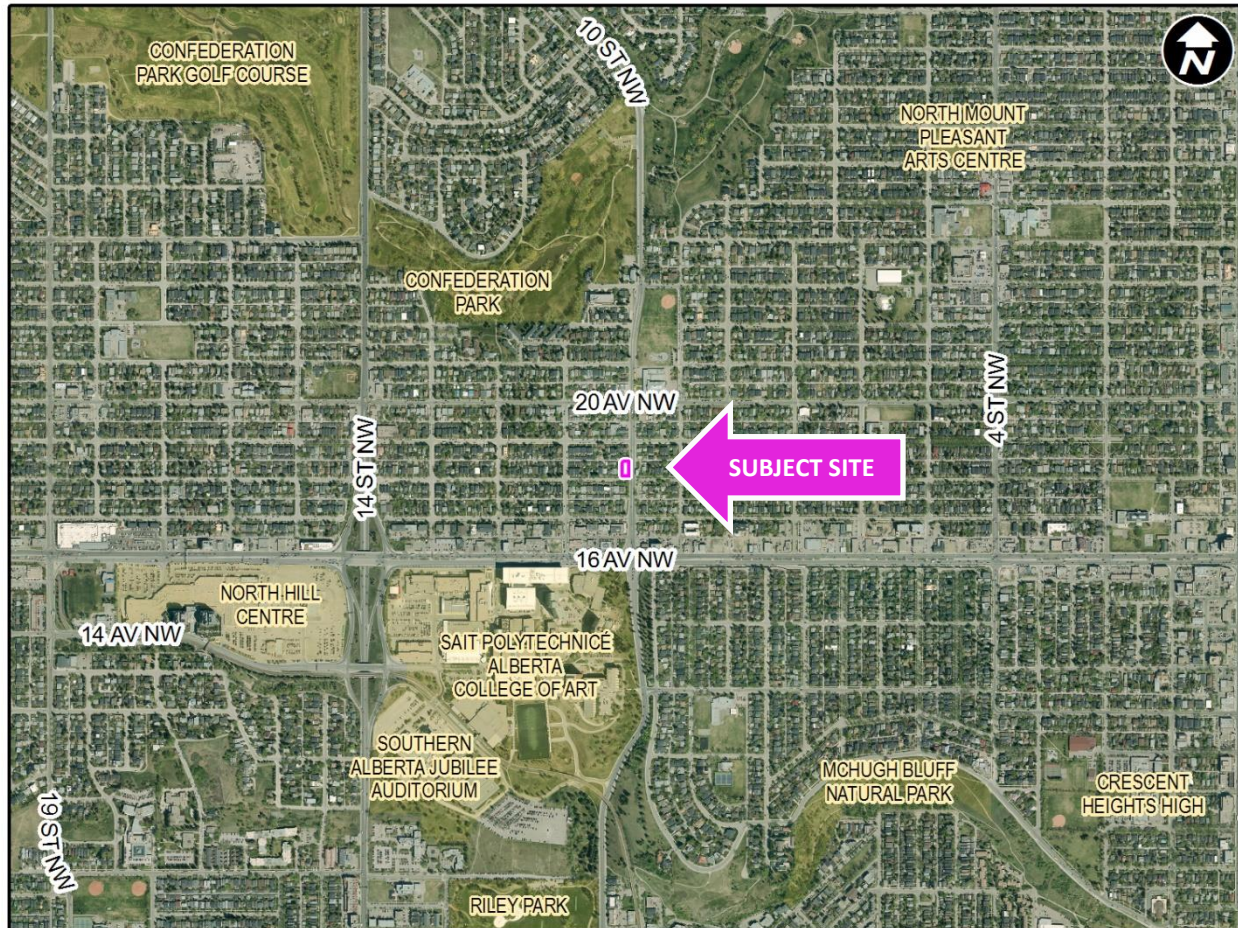 CONFEDERATION
PARK GOLF COURSE
10 ST NW
N
NORTH MOUNT
PLEASANT
ARTS CENTRE
CONFEDERATION
PARK
20 AV NW
4 ST NW
14 ST NW
SUBJECT SITE
16 AV NW
NORTH HILL
CENTRE
14 AV NW
SAIT POLYTECHNICÉ
ALBERTA
COLLEGE OF ART
SOUTHERN
ALBERTA JUBILEE
AUDITORIUM
MCHUGH BLUFF
NATURAL PARK
CRESCENT
HEIGHTS HIGH
19 ST NW
RILEY PARK